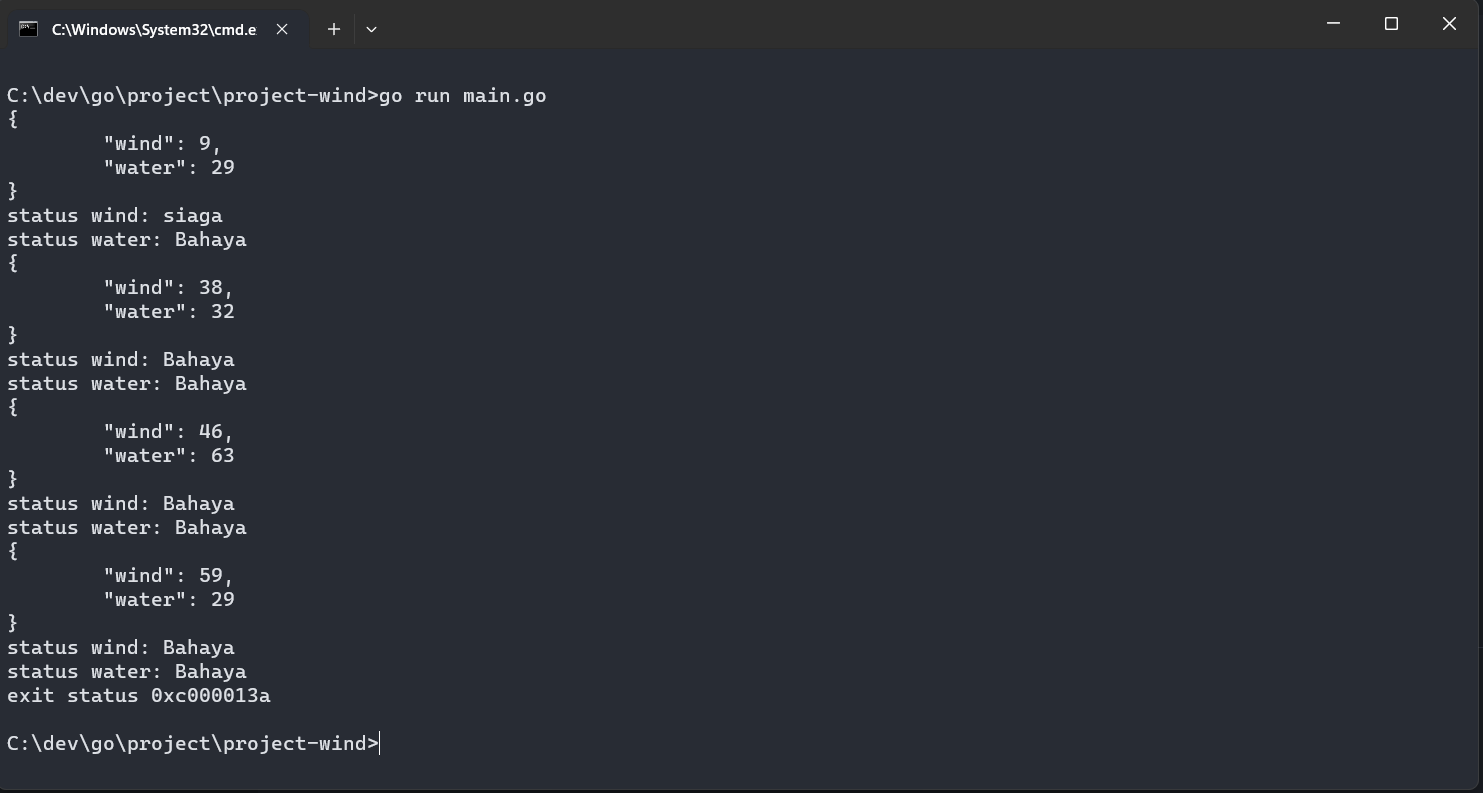 C:\Windows\System32\cmd.e
C:\dev\go\project\project-wind>go run main.go
{
        "wind": 9,
        "water": 29
}
status wind: siaga
status water: Bahaya
{
        "wind": 38,
        "water": 32
}
status wind: Bahaya
status water: Bahaya
{
        "wind": 46,
        "water": 63
}
status wind: Bahaya
status water: Bahaya
{
        "wind": 59,
        "water": 29
}
status wind: Bahaya
status water: Bahaya
exit status 0xc000013a
C:\dev\go\project\project-wind>